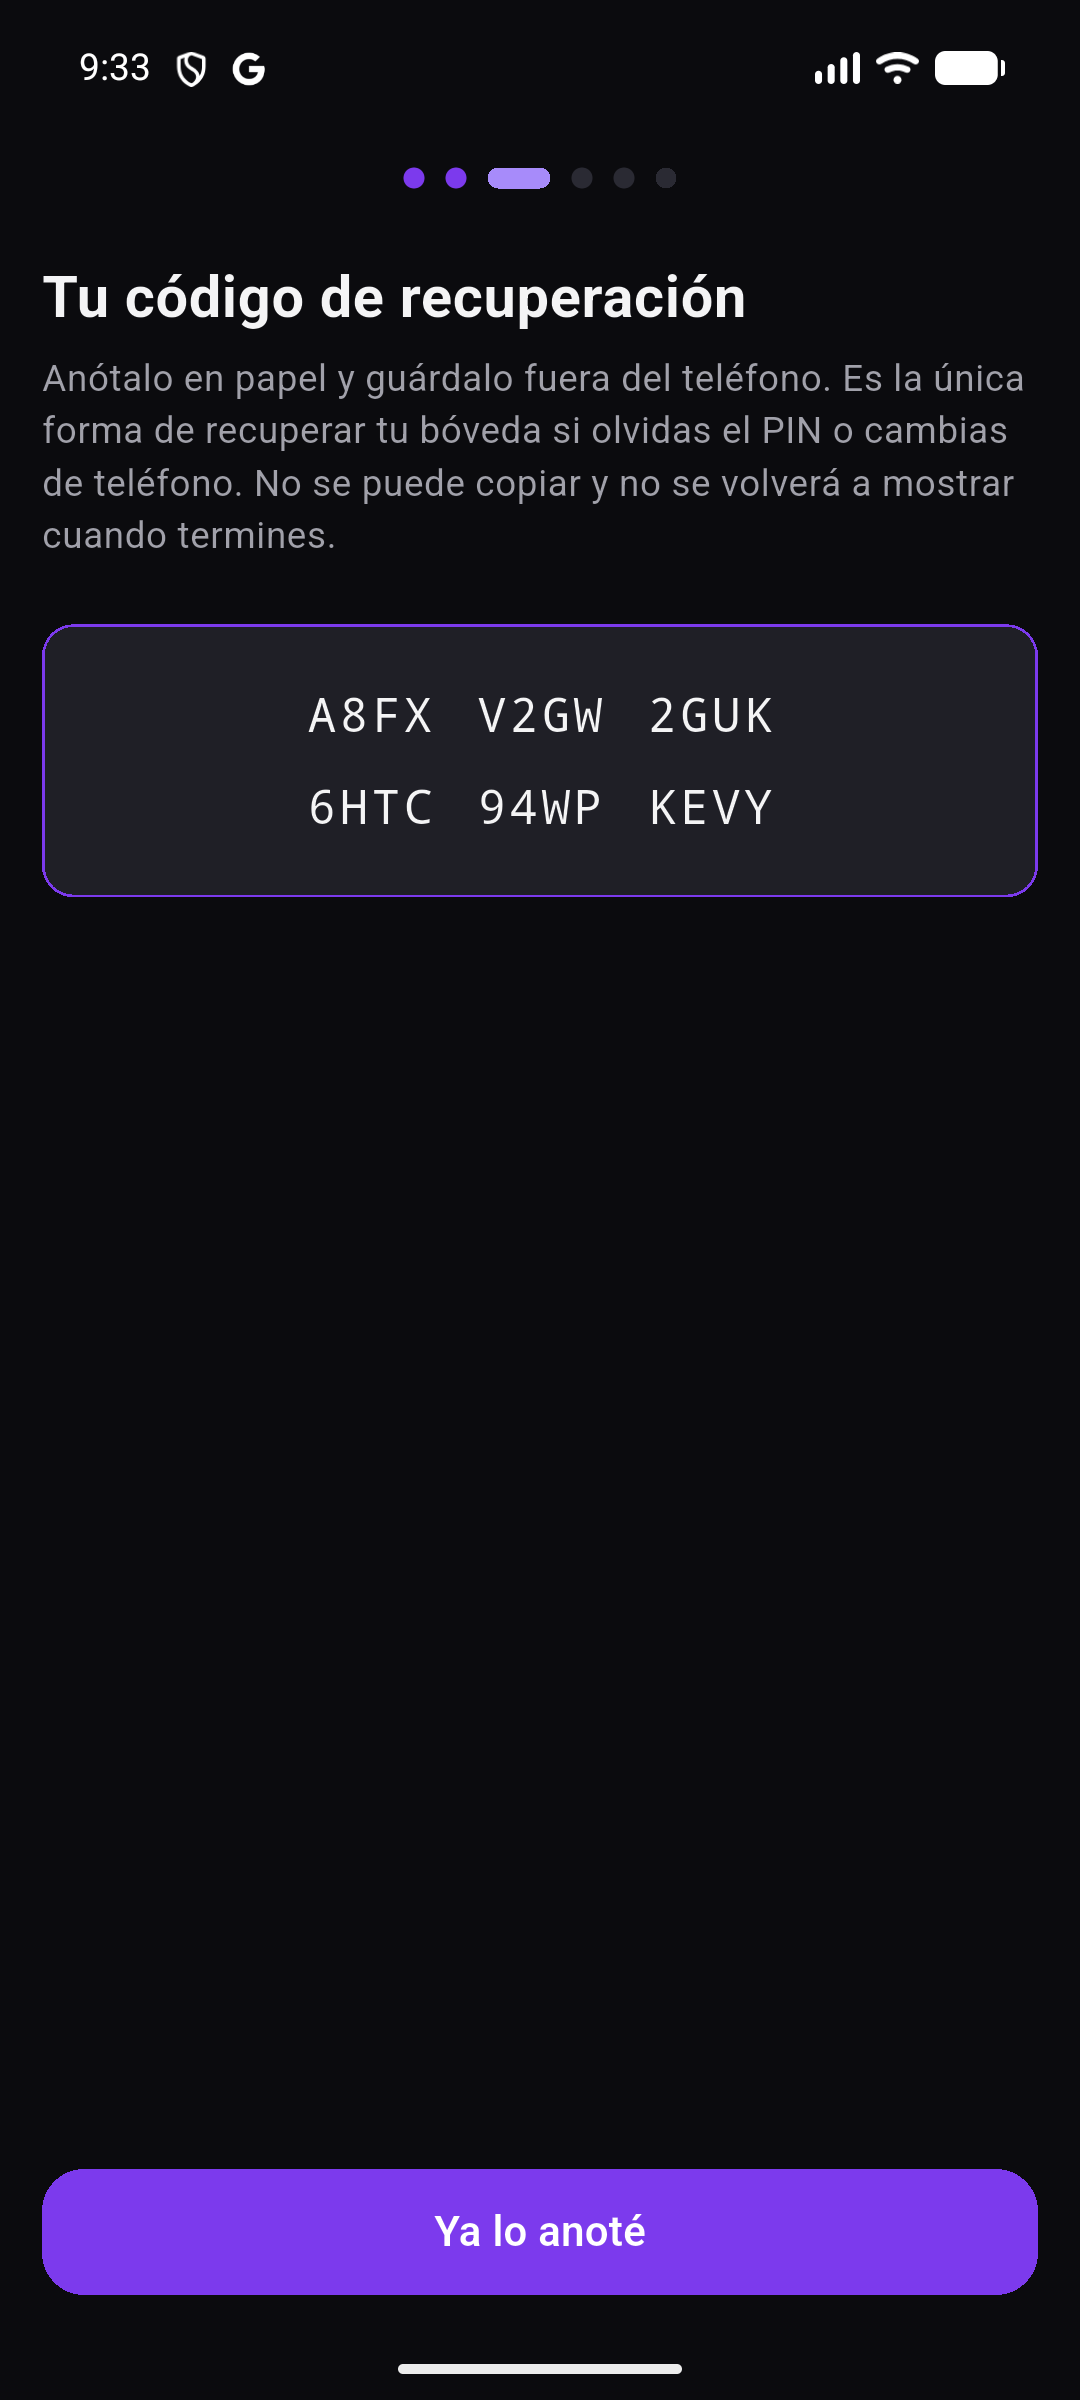 9:33
Tu código de recuperación
Anótalo en papel y guárdalo fuera del teléfono. Es la única
forma de recuperar tu bóveda si olvidas el PIN o cambias
de teléfono. No se puede copiar y no se volverá a mostrar
cuando termines.
A8FX V2GW 2GUK
6HTC 94WP KEVY
Ya lo anoté